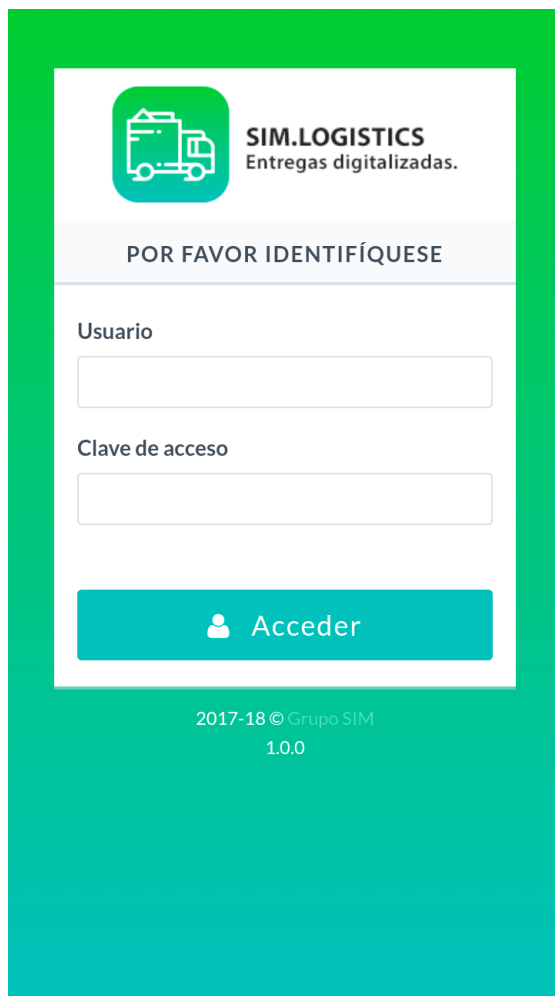 SIM.LOGISTICS
Entregas digitalizadas.
POR FAVOR IDENTIFÍQUESE
Usuario
Clave de acceso
Acceder
2017-18 © Grupo SIM
1.0.0